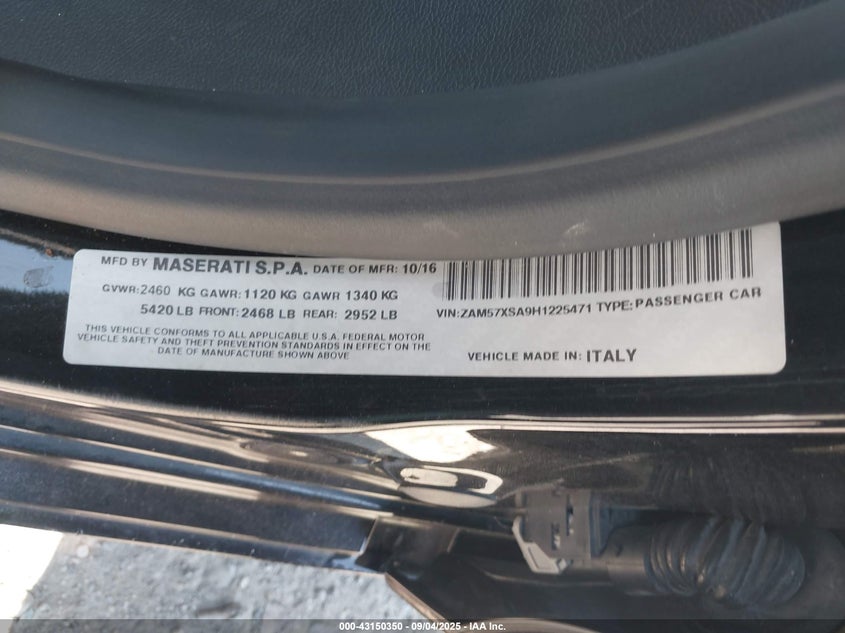 MFD BY MASERATI S.P.A. DATE OF MFR: 10/16
GVWR: 2460 KG GAWR: 1120 KG GAWR 1340 KG
5420 LB FRONT: 2468 LB REAR: 2952 LB
THIS VEHICLE CONFORMS TO ALL APPLICABLE U.S.A. FEDERAL MOTOR
VEHICLE SAFETY AND THEFT PREVENTION STANDARDS IN EFFECT ON THE
DATE OF MANUFACTURE SHOWN ABOVE
VIN: ZAM57XSA9H1225471 TYPE: PASSENGER CAR
VEHICLE MADE IN: ITALY
000-43150350 - 09/04/2025 - IAA Inc.